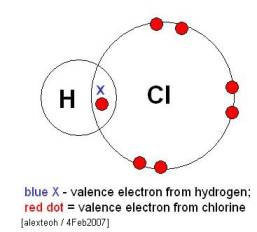 H
x
Cl
blue X - valence electron from hydrogen;
red dot = valence electron from chlorine
[alexteoh / 4Feb2007]